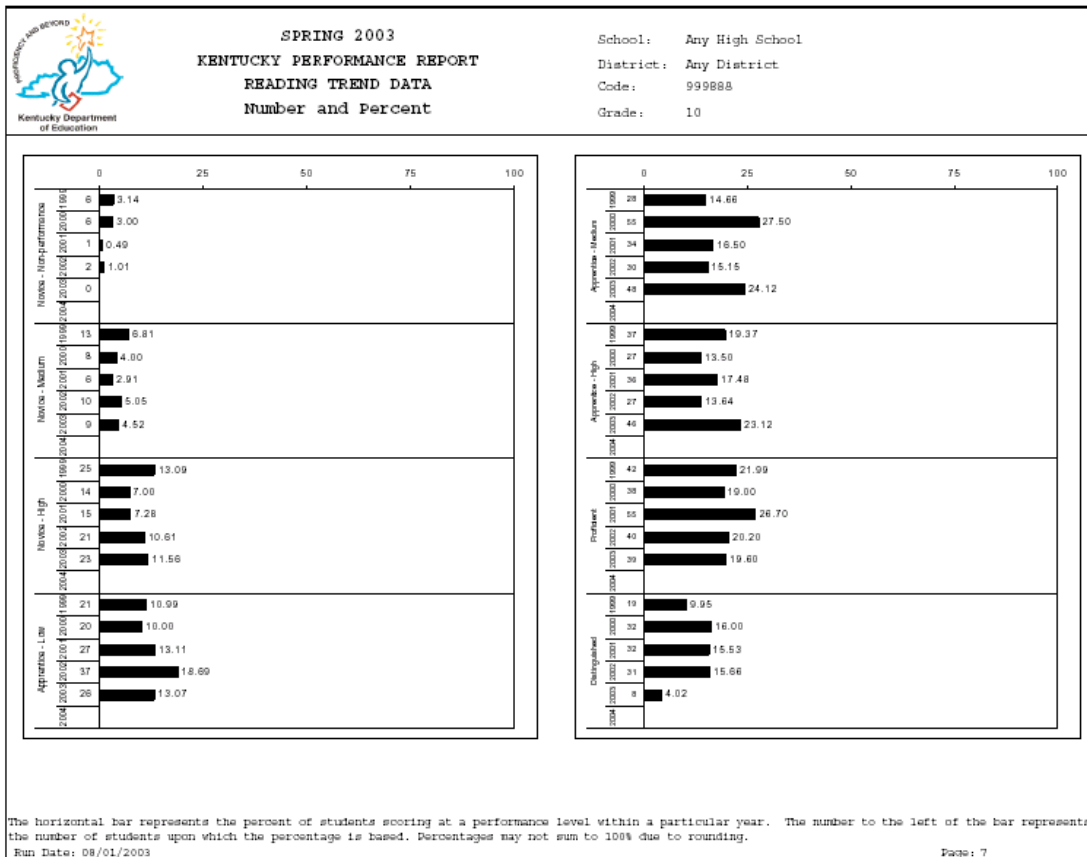 PROFICIENCY AND BEYOND
Kentucky Department
of Education
SPRING 2003
KENTUCKY PERFORMANCE REPORT
READING TREND DATA
Number and Percent
School: Any High School
District: Any District
Code: 999888
Grade: 10
0 25 50 75 100
Novice - Non-performance
1999 6 3.14
2000 6 3.00
2001 1 0.49
2002 2 1.01
2003 0
2004
Novice - Medium
1999 13 6.81
2000 8 4.00
2001 6 2.91
2002 10 5.05
2003 9 4.52
2004
Novice - High
1999 25 13.09
2000 14 7.00
2001 15 7.28
2002 21 10.61
2003 23 11.56
2004
Apprentice - Low
1999 21 10.99
2000 20 10.00
2001 27 13.11
2002 37 18.69
2003 26 13.07
2004
0 25 50 75 100
Apprentice - Medium
1999 28 14.66
2000 55 27.50
2001 34 16.50
2002 30 15.15
2003 48 24.12
2004
Apprentice - High
1999 37 19.37
2000 27 13.50
2001 36 17.48
2002 27 13.64
2003 46 23.12
2004
Proficient
1999 42 21.99
2000 38 19.00
2001 55 26.70
2002 40 20.20
2003 39 19.60
2004
Distinguished
1999 19 9.95
2000 32 16.00
2001 32 15.53
2002 31 15.66
2003 8 4.02
2004
The horizontal bar represents the percent of students scoring at a performance level within a particular year. The number to the left of the bar represents
the number of students upon which the percentage is based. Percentages may not sum to 100% due to rounding.
Run Date: 08/01/2003 Page: 7